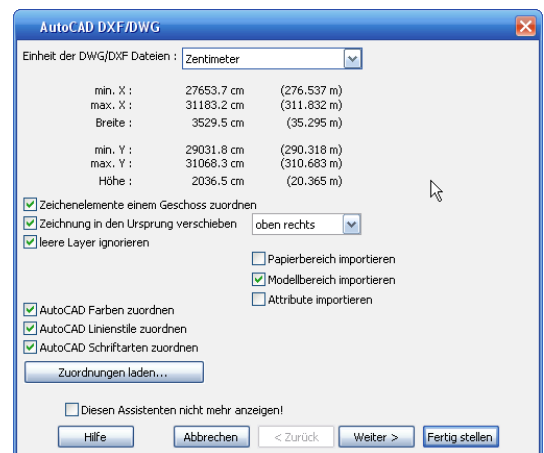 AutoCAD DXF/DWG
Einheit der DWG/DXF Dateien : Zentimeter
min. X : 27653.7 cm (276.537 m)
max. X : 31183.2 cm (311.832 m)
Breite : 3529.5 cm (35.295 m)
min. Y : 29031.8 cm (290.318 m)
max. Y : 31068.3 cm (310.683 m)
Höhe : 2036.5 cm (20.365 m)
Zeichenelemente einem Geschoss zuordnen
Zeichnung in den Ursprung verschieben oben rechts
leere Layer ignorieren
Papierbereich importieren
Modellbereich importieren
Attribute importieren
AutoCAD Farben zuordnen
AutoCAD Linienstile zuordnen
AutoCAD Schriftarten zuordnen
Zuordnungen laden...
Diesen Assistenten nicht mehr anzeigen!
Hilfe Abbrechen < Zurück Weiter > Fertig stellen